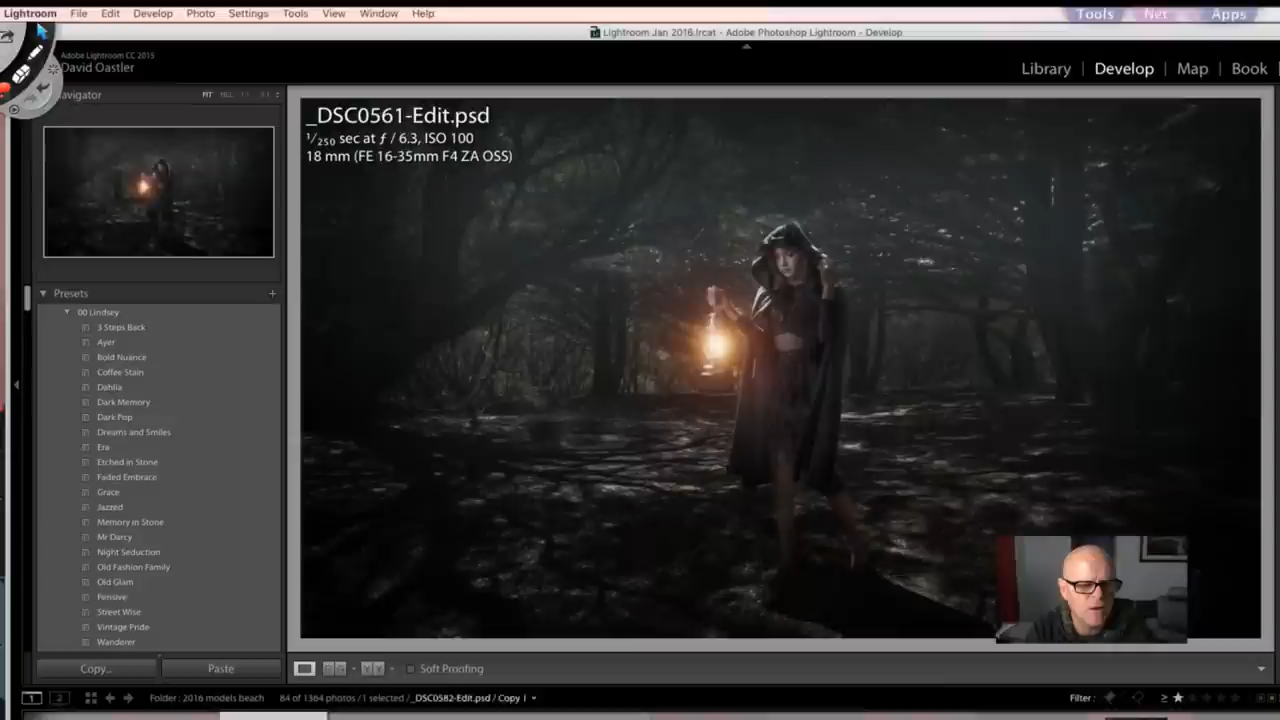 Lightroom File Edit Develop Photo Settings Tools View Window Help
Tools Net Apps
Lightroom Jan 2016.lrcat - Adobe Photoshop Lightroom - Develop
Adobe Lightroom CC 2015
David Oastler
Library | Develop | Map | Book
avigator FIT
_DSC0561-Edit.psd
1/250 sec at ƒ / 6.3, ISO 100
18 mm (FE 16-35mm F4 ZA OSS)
Presets +
00 Lindsey
3 Steps Back
Ayer
Bold Nuance
Coffee Stain
Dahlia
Dark Memory
Dark Pop
Dreams and Smiles
Era
Etched in Stone
Faded Embrace
Grace
Jazzed
Memory in Stone
Mr Darcy
Night Seduction
Old Fashion Family
Old Glam
Pensive
Street Wise
Vintage Pride
Wanderer
Copy... Paste
Soft Proofing
1 2 Folder : 2016 models beach 84 of 1364 photos / 1 selected / _DSC0582-Edit.psd / Copy 1
Filter : ≥